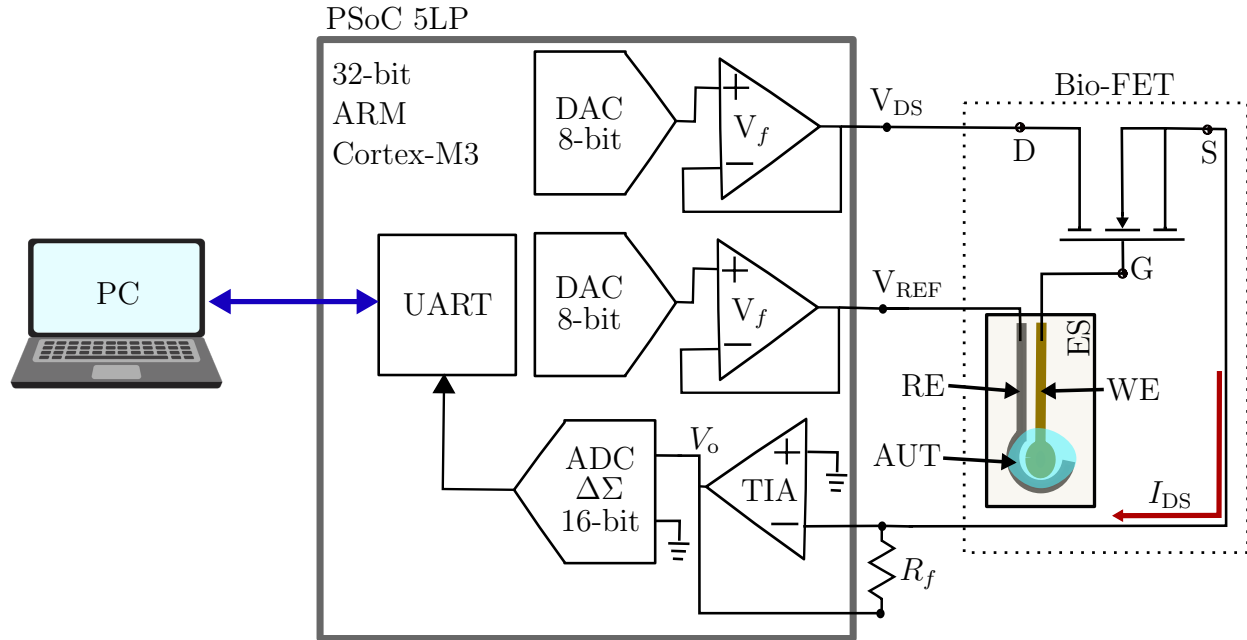 PSoC 5LP
32-bit
ARM
Cortex-M3
DAC
8-bit
V_f
V_DS
Bio-FET
D
S
G
PC
UART
DAC
8-bit
V_f
V_REF
ES
RE
WE
AUT
ADC
ΔΣ
16-bit
V_o
TIA
I_DS
R_f